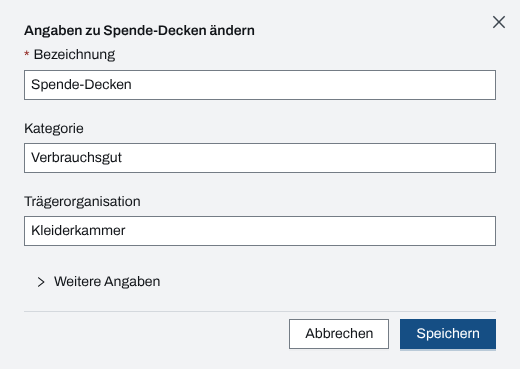 Angaben zu Spende-Decken ändern
* Bezeichnung
Spende-Decken
Kategorie
Verbrauchsgut
Trägerorganisation
Kleiderkammer
Weitere Angaben
Abbrechen Speichern